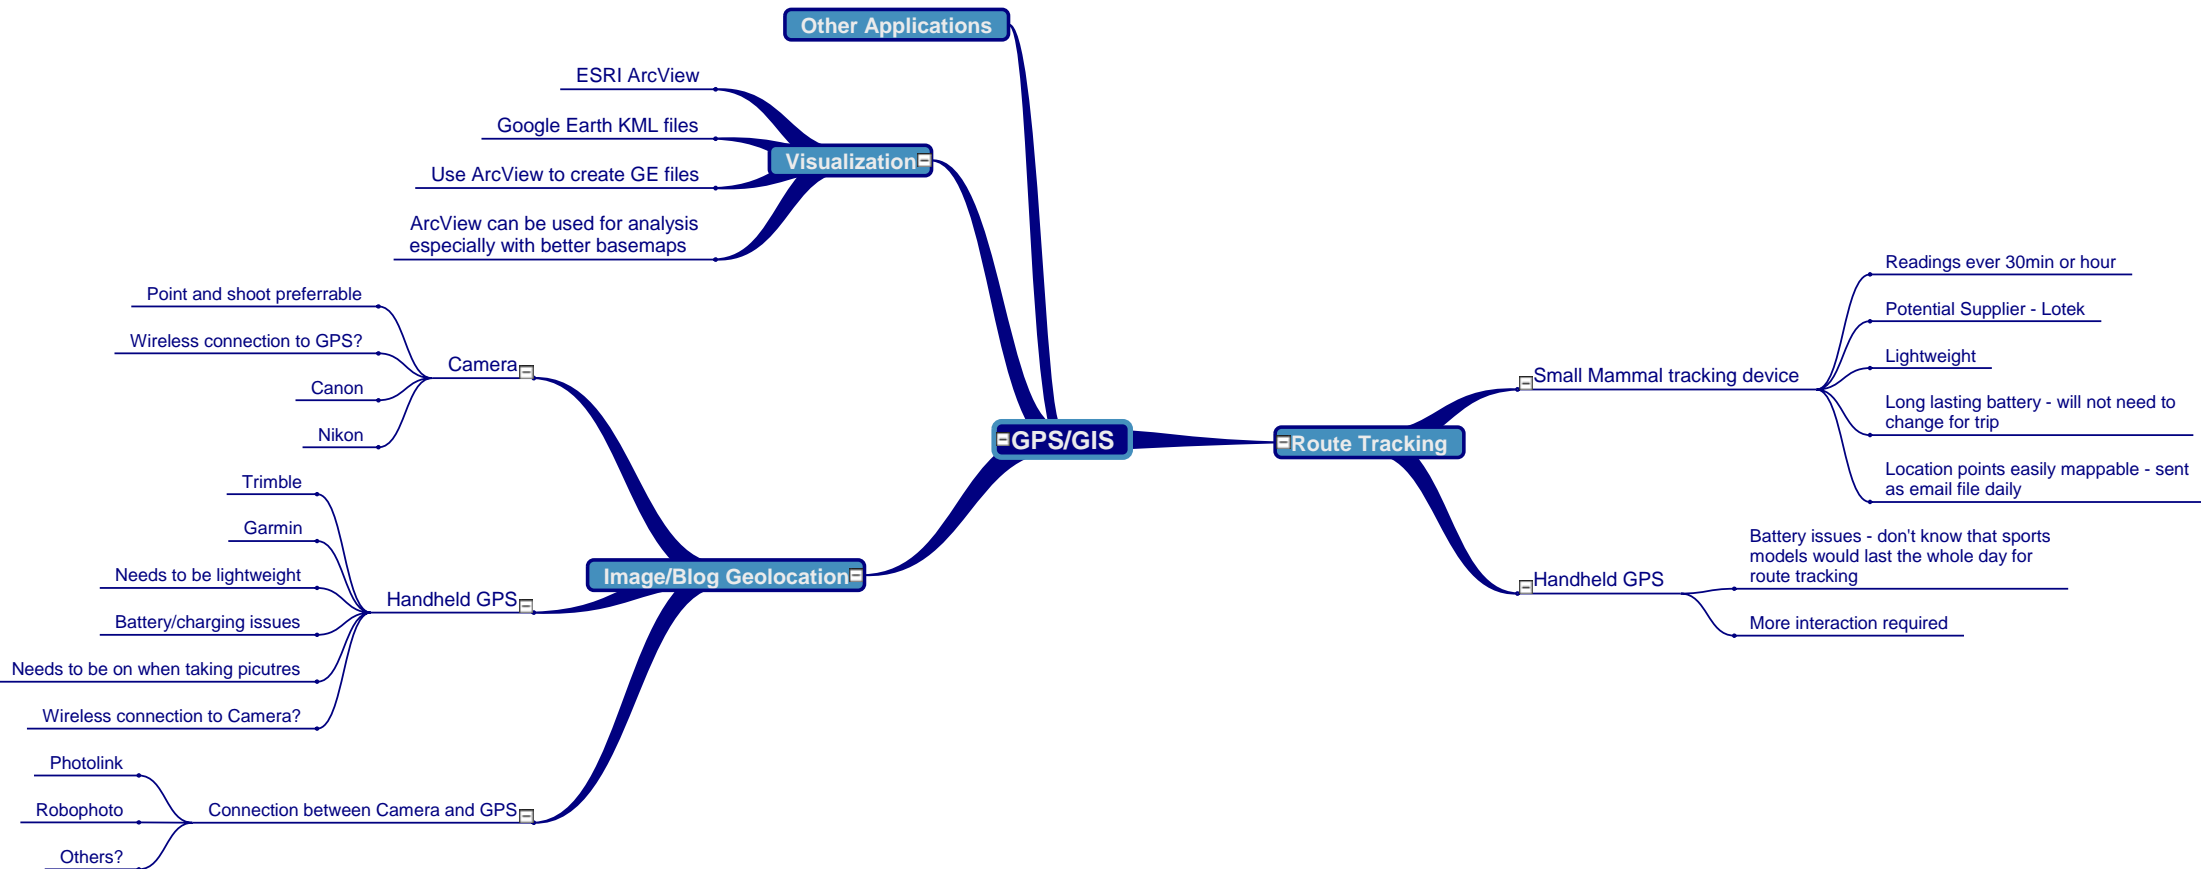 Other Applications
ESRI ArcView
Google Earth KML files
Visualization
Use ArcView to create GE files
ArcView can be used for analysis
especially with better basemaps
Point and shoot preferrable
Wireless connection to GPS?
Camera
Canon
Nikon
Trimble
Garmin
Image/Blog Geolocation
Needs to be lightweight
Handheld GPS
Battery/charging issues
Needs to be on when taking picutres
Wireless connection to Camera?
Photolink
Robophoto
Connection between Camera and GPS
Others?
GPS/GIS
Route Tracking
Readings ever 30min or hour
Potential Supplier - Lotek
Lightweight
Small Mammal tracking device
Long lasting battery - will not need to
change for trip
Location points easily mappable - sent
as email file daily
Battery issues - don't know that sports
models would last the whole day for
route tracking
Handheld GPS
More interaction required